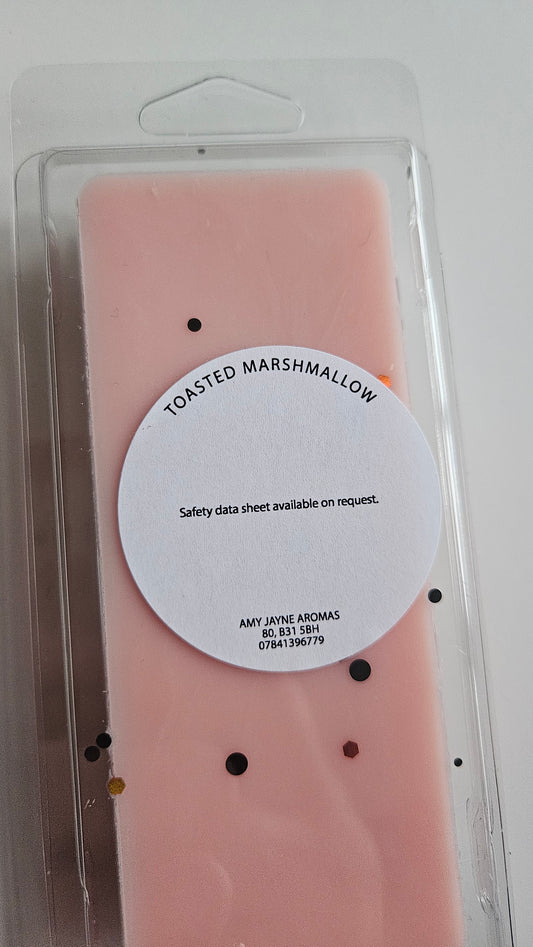 TOASTED MARSHMALLOW
Safety data sheet available on request.
AMY JAYNE AROMAS
80, B31 5BH
07841396779